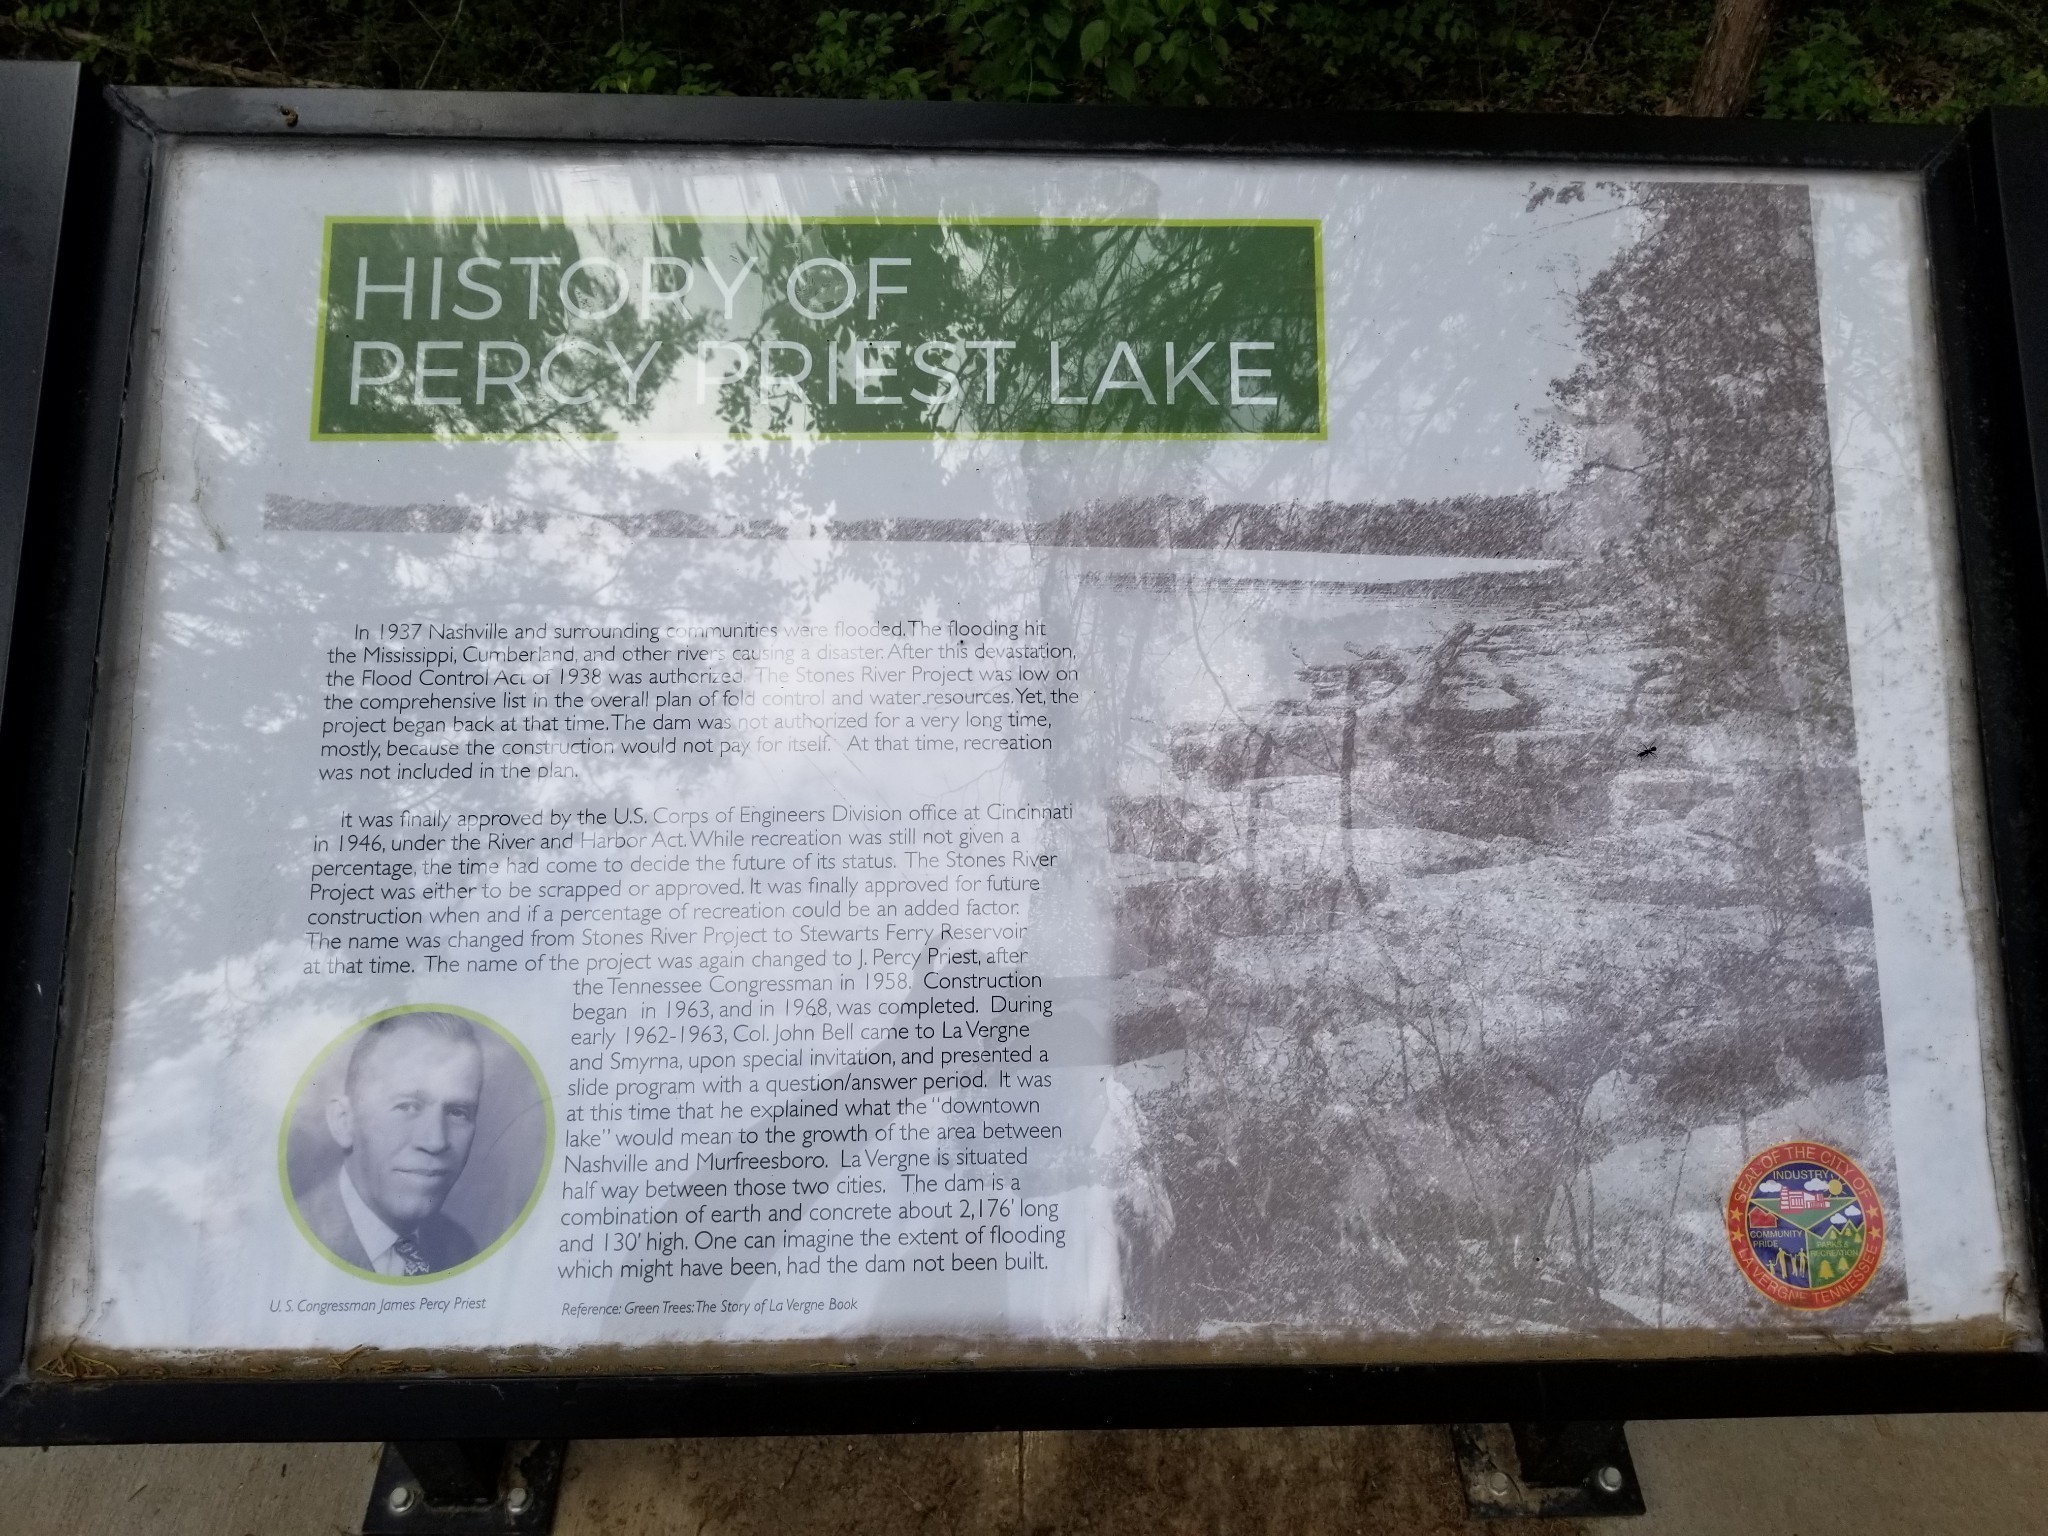 HISTORY OF
PERCY PRIEST LAKE
In 1937 Nashville and surrounding communities were flooded. The flooding hit
the Mississippi, Cumberland, and other rivers causing a disaster. After this devastation,
the Flood Control Act of 1938 was authorized. The Stones River Project was low on
the comprehensive list in the overall plan of fold control and water resources. Yet, the
project began back at that time. The dam was not authorized for a very long time,
mostly, because the construction would not pay for itself. At that time, recreation
was not included in the plan.
It was finally approved by the U.S. Corps of Engineers Division office at Cincinnati
in 1946, under the River and Harbor Act. While recreation was still not given a
percentage, the time had come to decide the future of its status. The Stones River
Project was either to be scrapped or approved. It was finally approved for future
construction when and if a percentage of recreation could be an added factor.
The name was changed from Stones River Project to Stewarts Ferry Reservoir
at that time. The name of the project was again changed to J. Percy Priest, after
the Tennessee Congressman in 1958. Construction
began in 1963, and in 1968, was completed. During
early 1962-1963, Col. John Bell came to La Vergne
and Smyrna, upon special invitation, and presented a
slide program with a question/answer period. It was
at this time that he explained what the "downtown
lake" would mean to the growth of the area between
Nashville and Murfreesboro. La Vergne is situated
half way between those two cities. The dam is a
combination of earth and concrete about 2,176' long
and 130' high. One can imagine the extent of flooding
which might have been, had the dam not been built.
U. S. Congressman James Percy Priest
Reference: Green Trees: The Story of La Vergne Book
SEAL OF THE CITY OF
INDUSTRY
COMMUNITY
PRIDE
PARKS &
RECREATION
LA VERGNE TENNESSEE